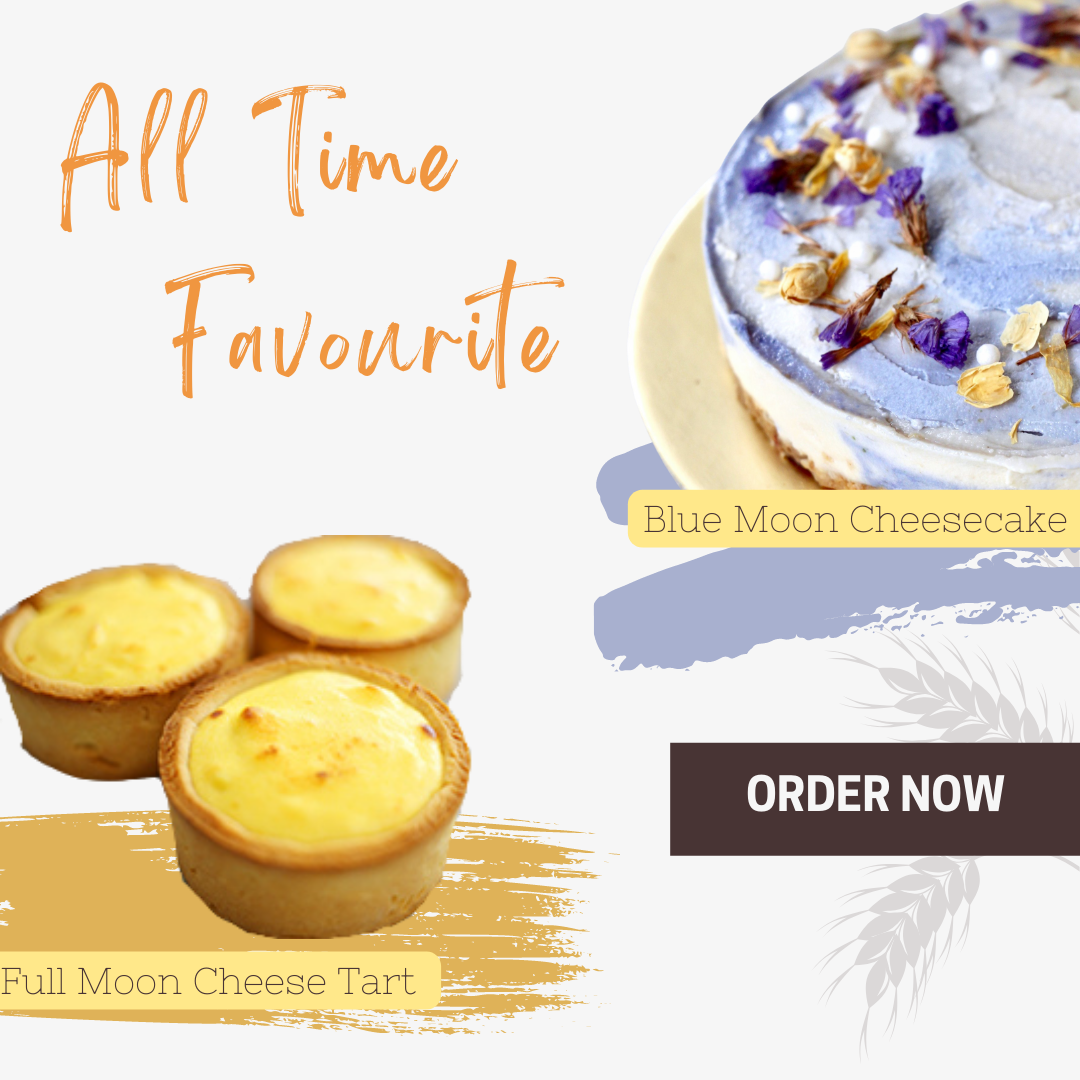 All Time
Favourite
Blue Moon Cheesecake
ORDER NOW
Full Moon Cheese Tart